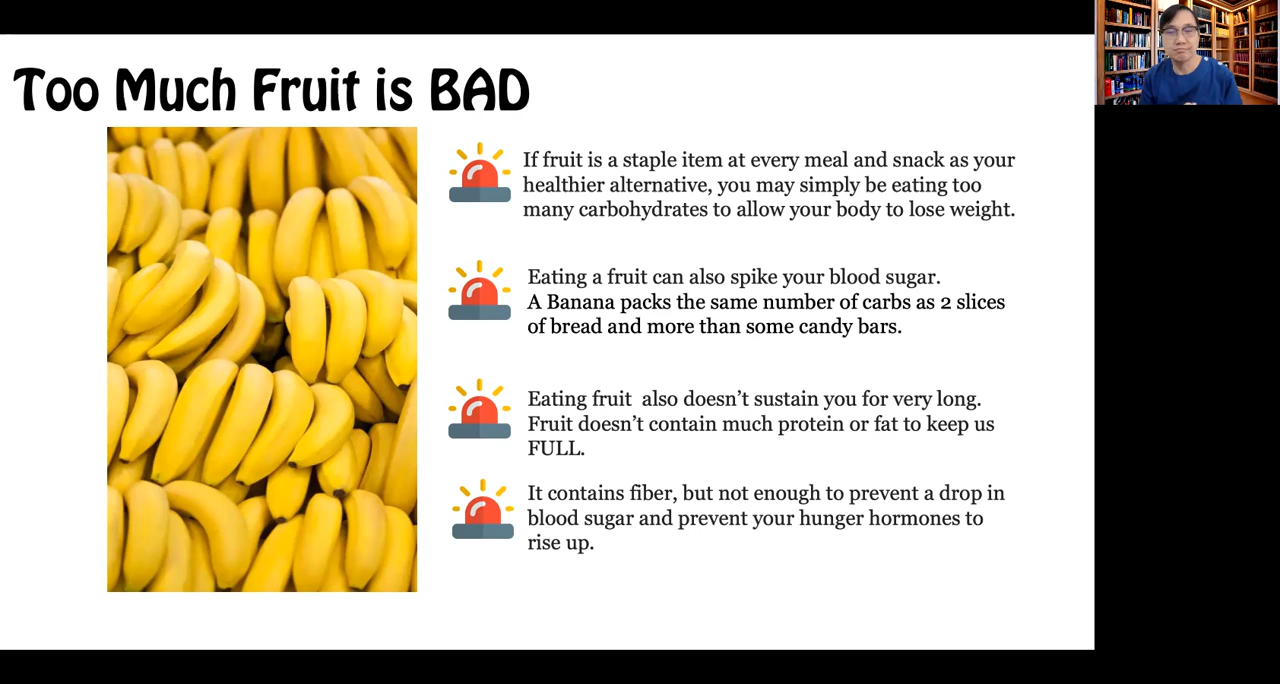 Too Much Fruit is BAD
If fruit is a staple item at every meal and snack as your
healthier alternative, you may simply be eating too
many carbohydrates to allow your body to lose weight.
Eating a fruit can also spike your blood sugar.
A Banana packs the same number of carbs as 2 slices
of bread and more than some candy bars.
Eating fruit  also doesn’t sustain you for very long.
Fruit doesn’t contain much protein or fat to keep us
FULL.
It contains fiber, but not enough to prevent a drop in
blood sugar and prevent your hunger hormones to
rise up.